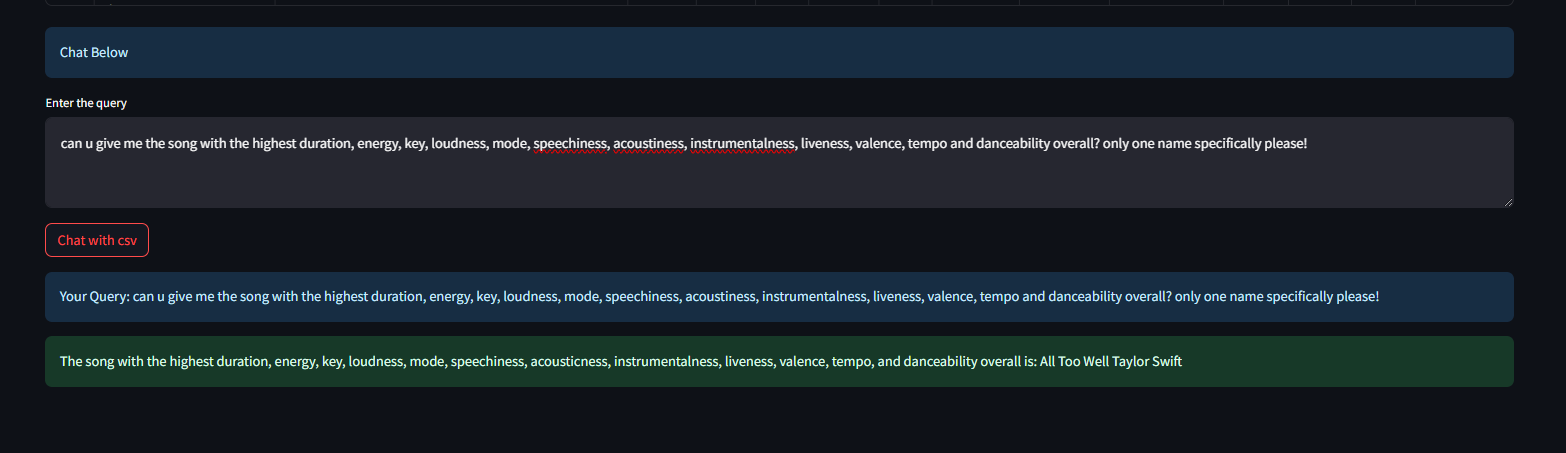 Chat Below
Enter the query
can u give me the song with the highest duration, energy, key, loudness, mode, speechiness, acoustiness, instrumentalness, liveness, valence, tempo and danceability overall? only one name specifically please!
Chat with csv
Your Query: can u give me the song with the highest duration, energy, key, loudness, mode, speechiness, acoustiness, instrumentalness, liveness, valence, tempo and danceability overall? only one name specifically please!
The song with the highest duration, energy, key, loudness, mode, speechiness, acousticness, instrumentalness, liveness, valence, tempo, and danceability overall is: All Too Well Taylor Swift